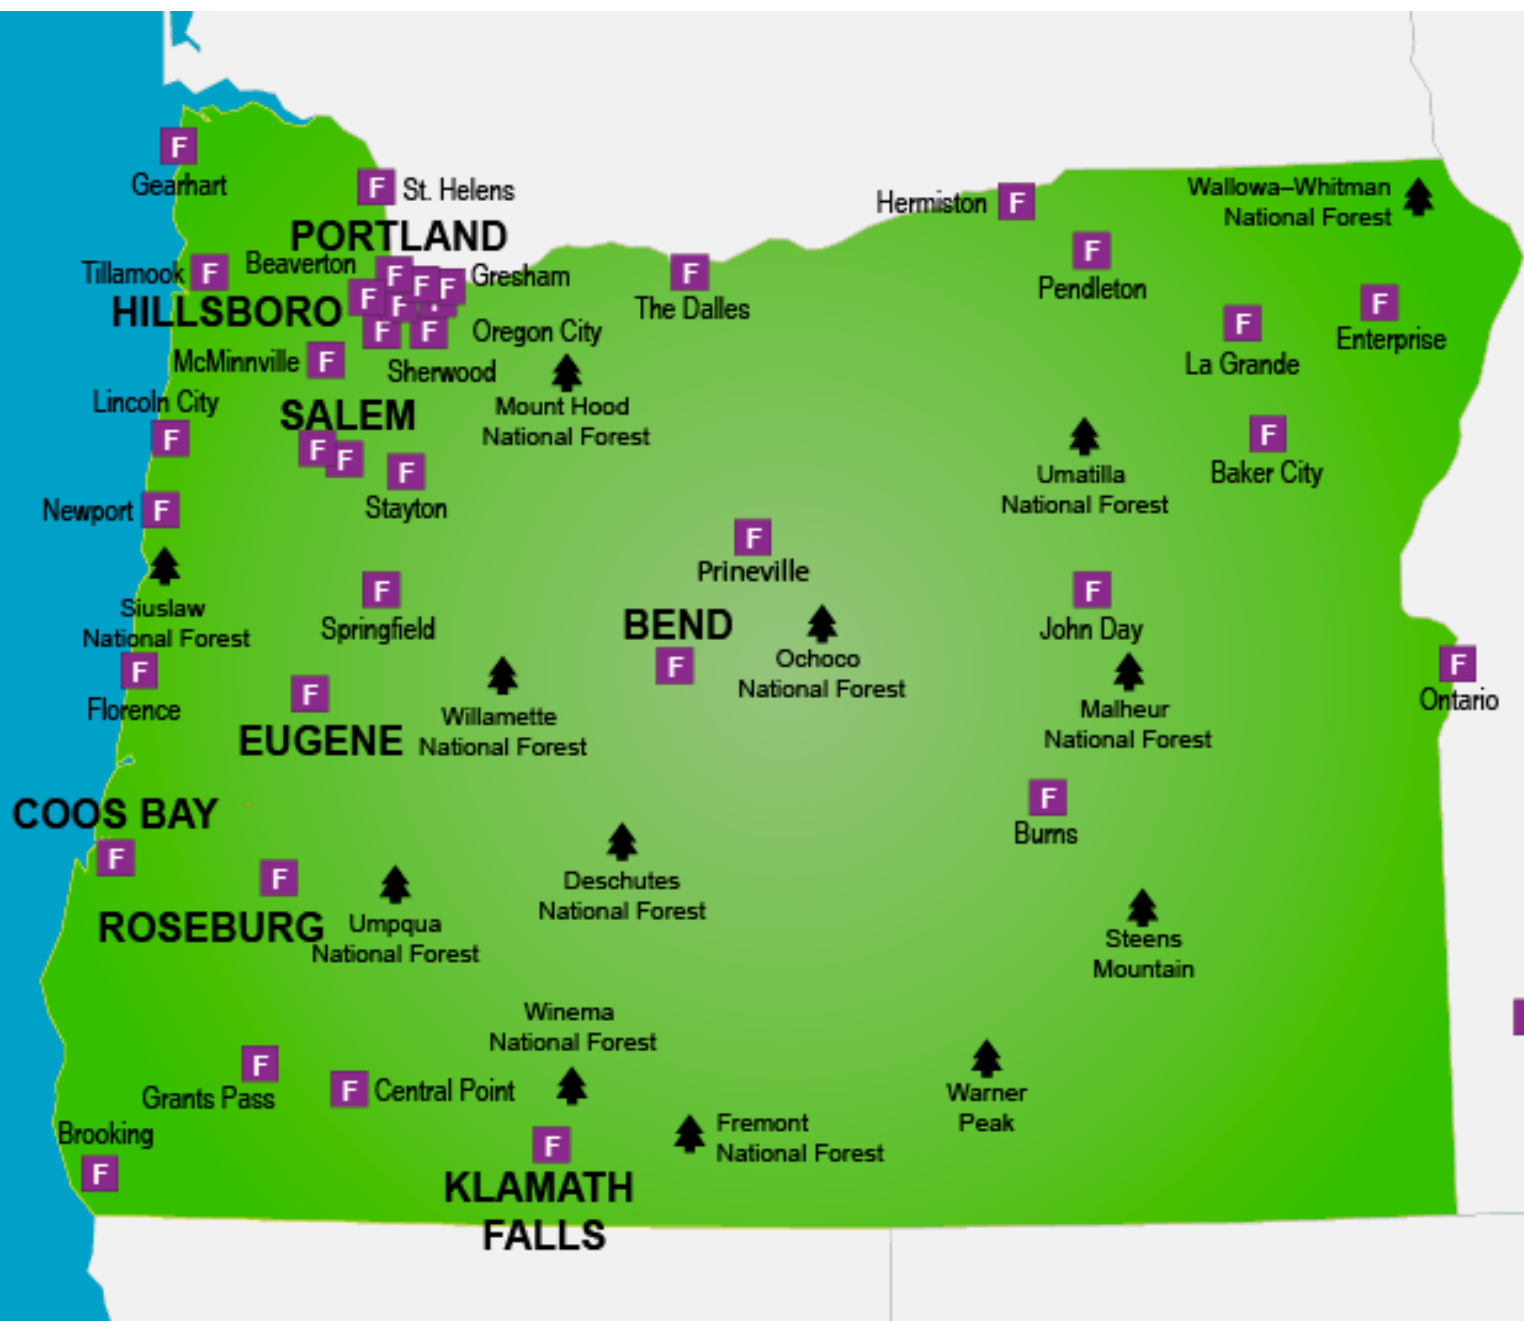 F
Gearhart
F St. Helens
PORTLAND
Hermiston F
Wallowa–Whitman
National Forest
Tillamook F
Beaverton
F F F Gresham
F F
HILLSBORO
F F Oregon City
F
The Dalles
F
Pendleton
F
La Grande
F
Enterprise
McMinnville F
Sherwood
Lincoln City
F
SALEM
F F
F
Stayton
Mount Hood
National Forest
Umatilla
National Forest
F
Baker City
Newport F
F
Prineville
Siuslaw
National Forest
F
Springfield
BEND
F
Ochoco
National Forest
F
John Day
F
Florence
F
EUGENE
Willamette
National Forest
Malheur
National Forest
F
Ontario
COOS BAY
F
F
ROSEBURG
Umpqua
National Forest
Deschutes
National Forest
F
Burns
Steens
Mountain
Winema
National Forest
F
Grants Pass
F Central Point
Warner
Peak
Brooking
F
F
KLAMATH
FALLS
Fremont
National Forest